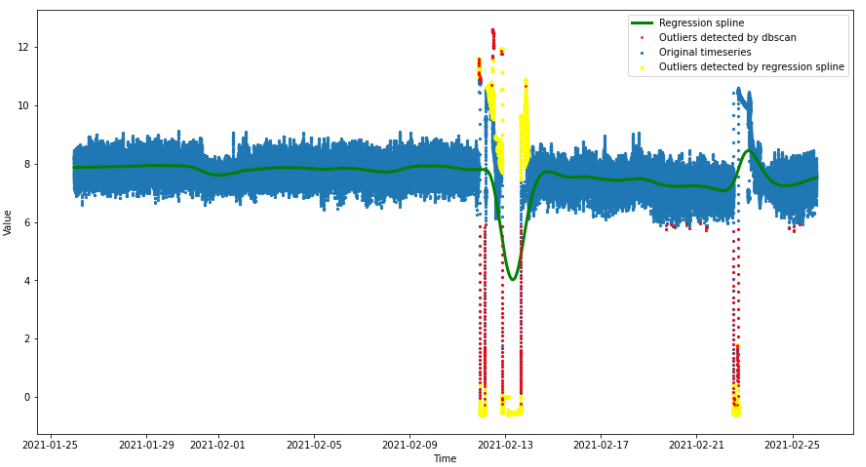 Regression spline
Outliers detected by dbscan
Original timeseries
Outliers detected by regression spline
12
10
8
6
4
2
0
Value
2021-01-25
2021-01-29
2021-02-01
2021-02-05
2021-02-09
2021-02-13
2021-02-17
2021-02-21
2021-02-25
Time